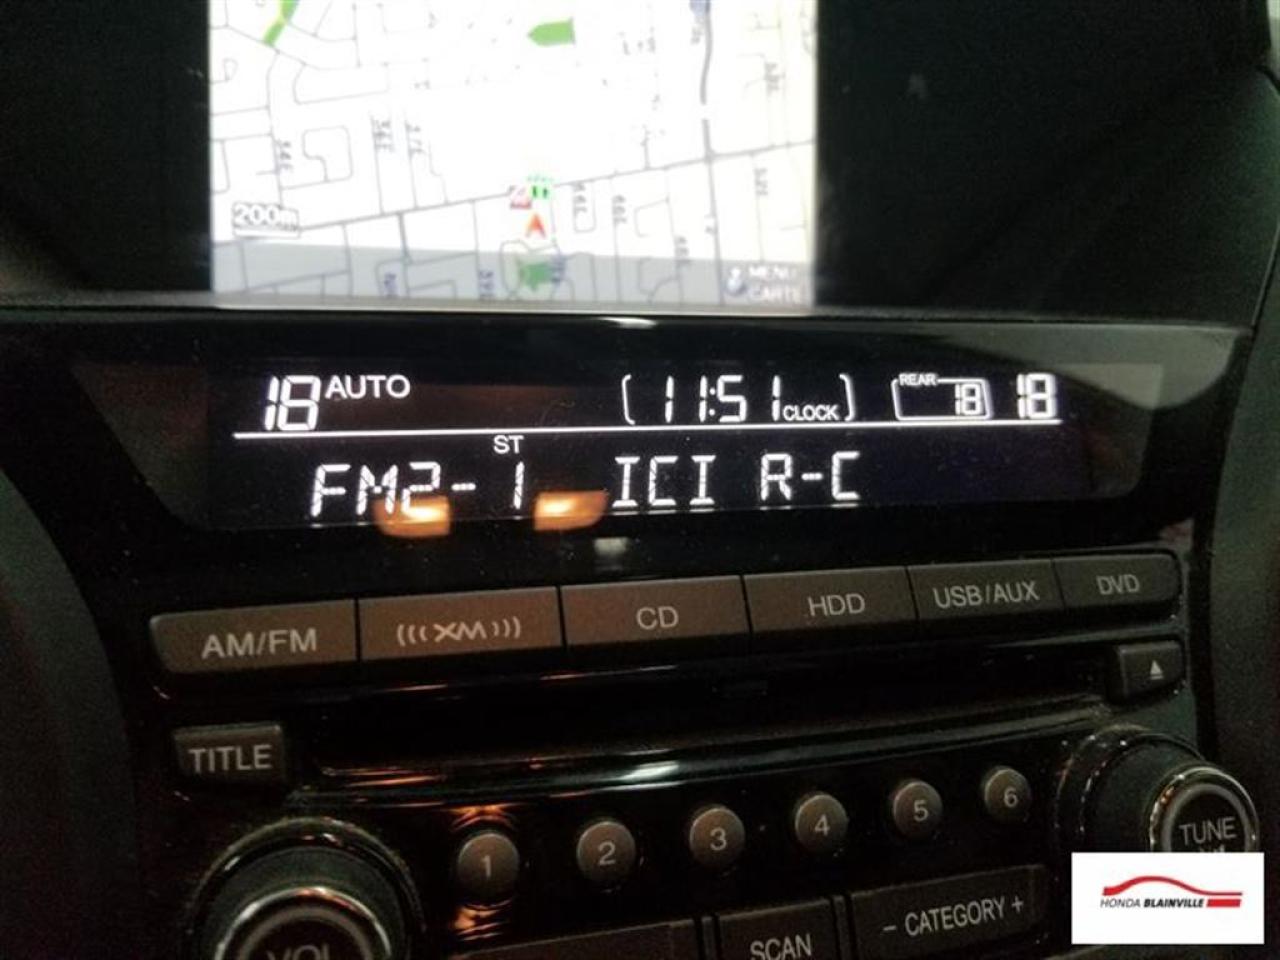 200m
MENU
CARTE
18 AUTO (11:51 CLOCK) REAR 18 18
ST
FM2-1 ICI R-C
AM/FM (((XM))) CD HDD USB/AUX DVD
TITLE
1 2 3 4 5 6
TUNE
VOL SCAN - CATEGORY +
HONDA BLAINVILLE